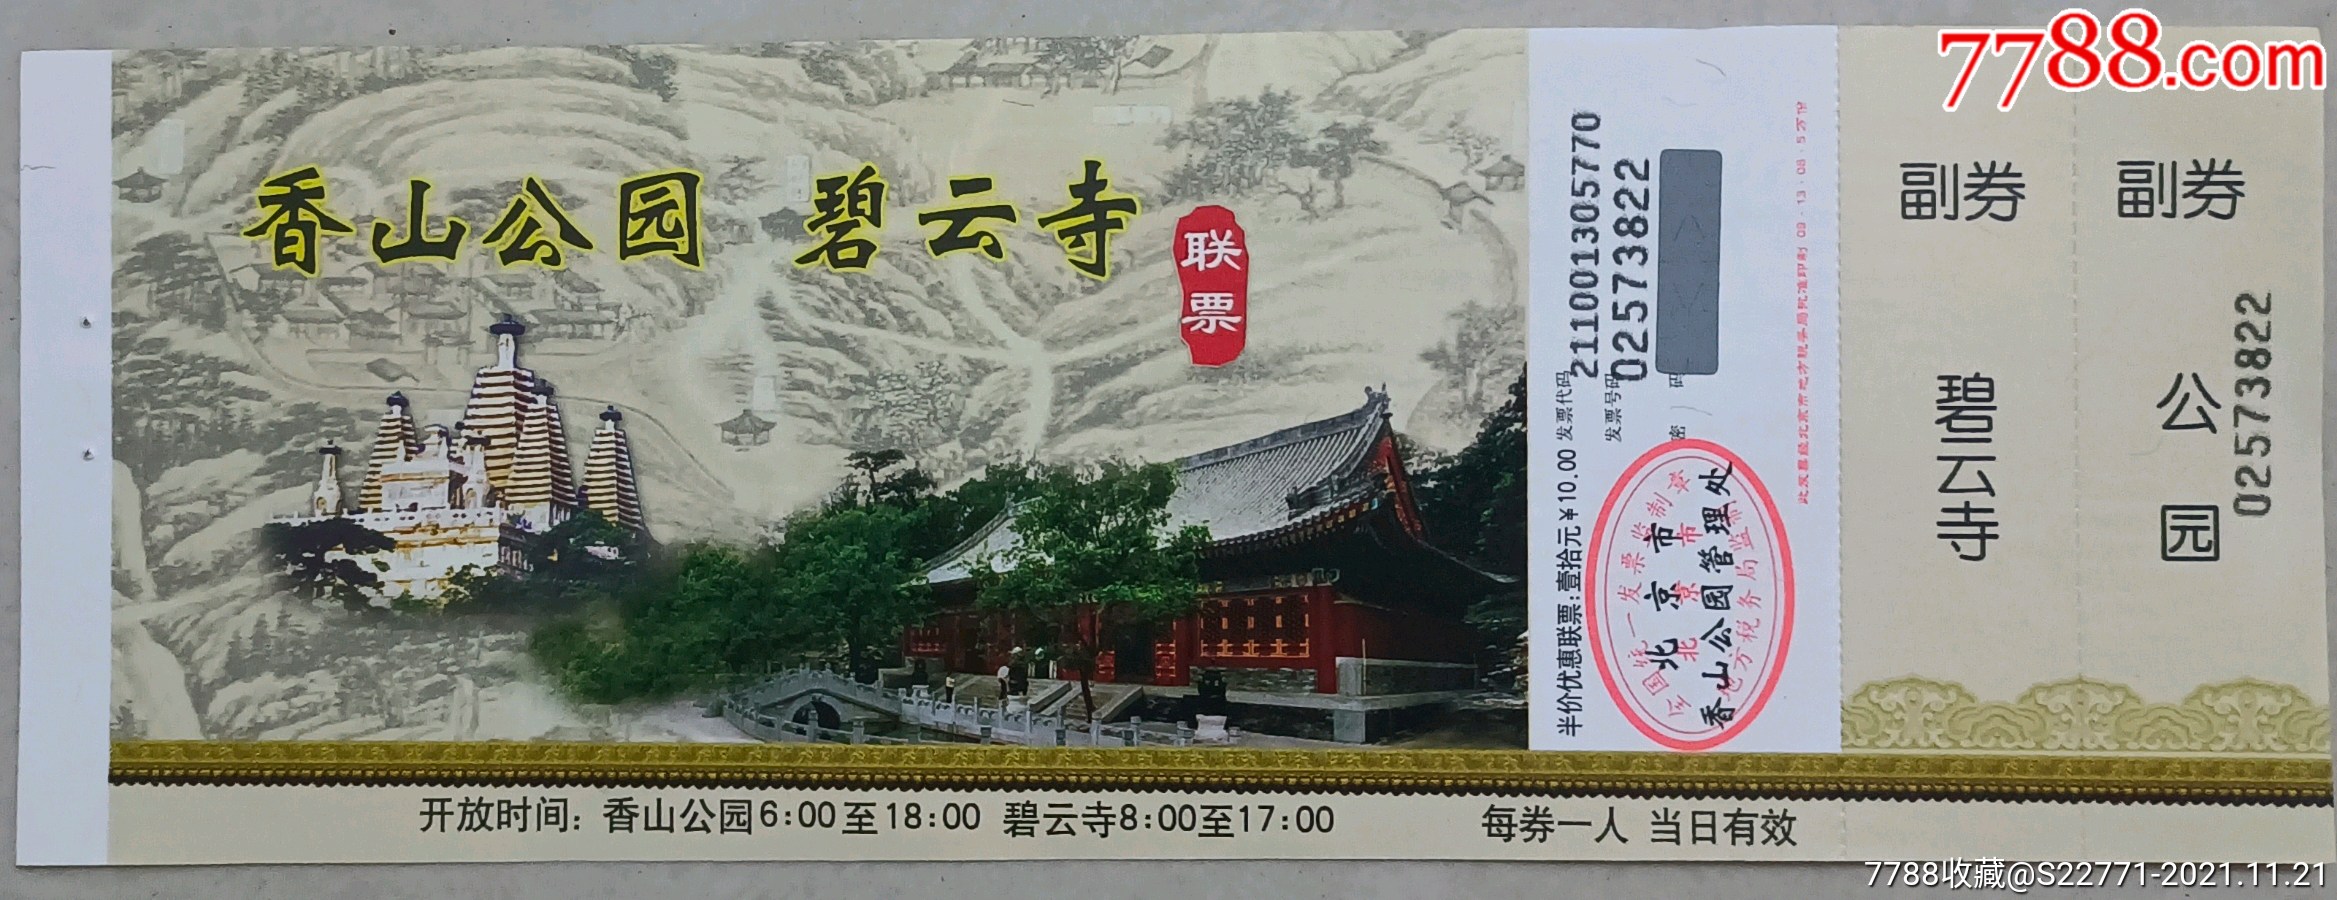 7788.com
香山公园 碧云寺
联票
半价优惠联票:壹拾元¥10.00
发票代码 211001305770
发票号码 02573822
密 码
北京市
香山公园管理处
全国统一发票监制章
北京市
地方税务局监
副券
碧云寺
副券
公园
02573822
开放时间: 香山公园6:00至18:00 碧云寺8:00至17:00
每券一人 当日有效
7788收藏@S22771-2021.11.21